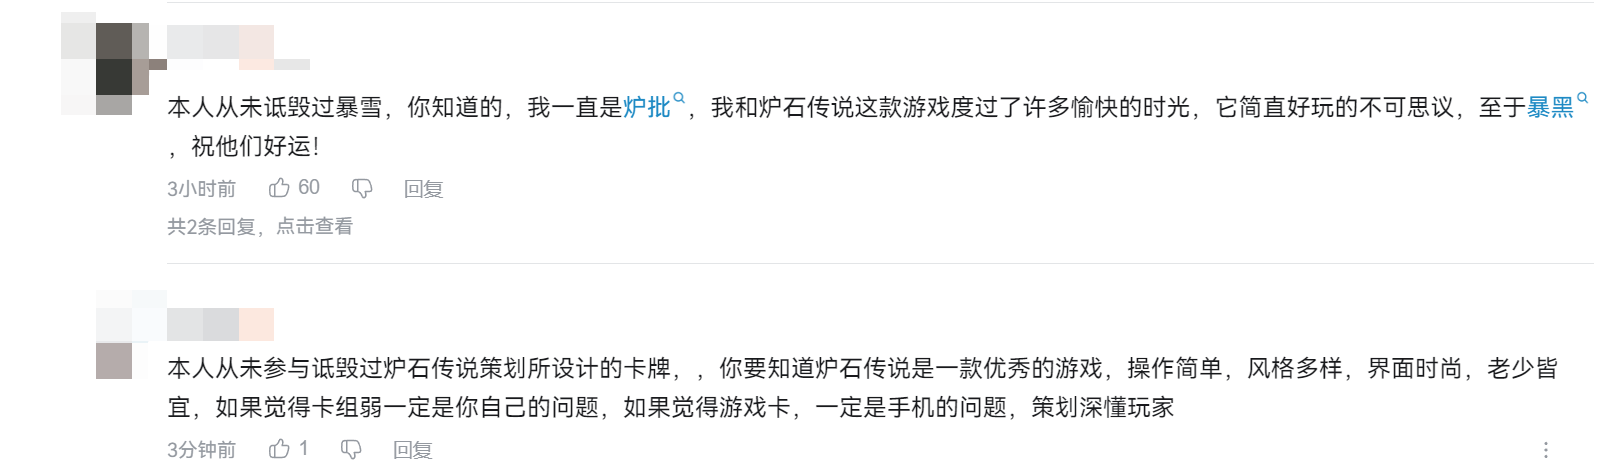 本人从未诋毁过暴雪，你知道的，我一直是炉批，我和炉石传说这款游戏度过了许多愉快的时光，它简直好玩的不可思议，至于暴黑
，祝他们好运！
3小时前 60 回复
共2条回复，点击查看
本人从未参与诋毁过炉石传说策划所设计的卡牌，，你要知道炉石传说是一款优秀的游戏，操作简单，风格多样，界面时尚，老少皆
宜，如果觉得卡组弱一定是你自己的问题，如果觉得游戏卡，一定是手机的问题，策划深懂玩家
3分钟前 1 回复